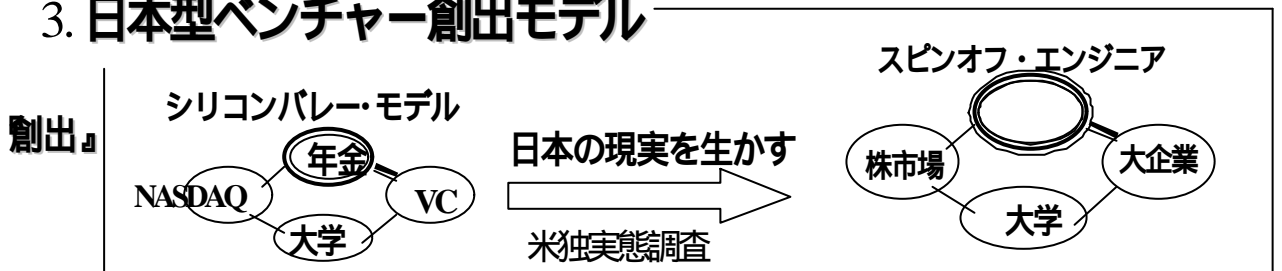 3. 日本型ベンチャー創出モデル
創出』
シリコンバレー・モデル
年金
NASDAQ
VC
大学
日本の現実を生かす
米独実態調査
スピンオフ・エンジニア
株市場
大企業
大学